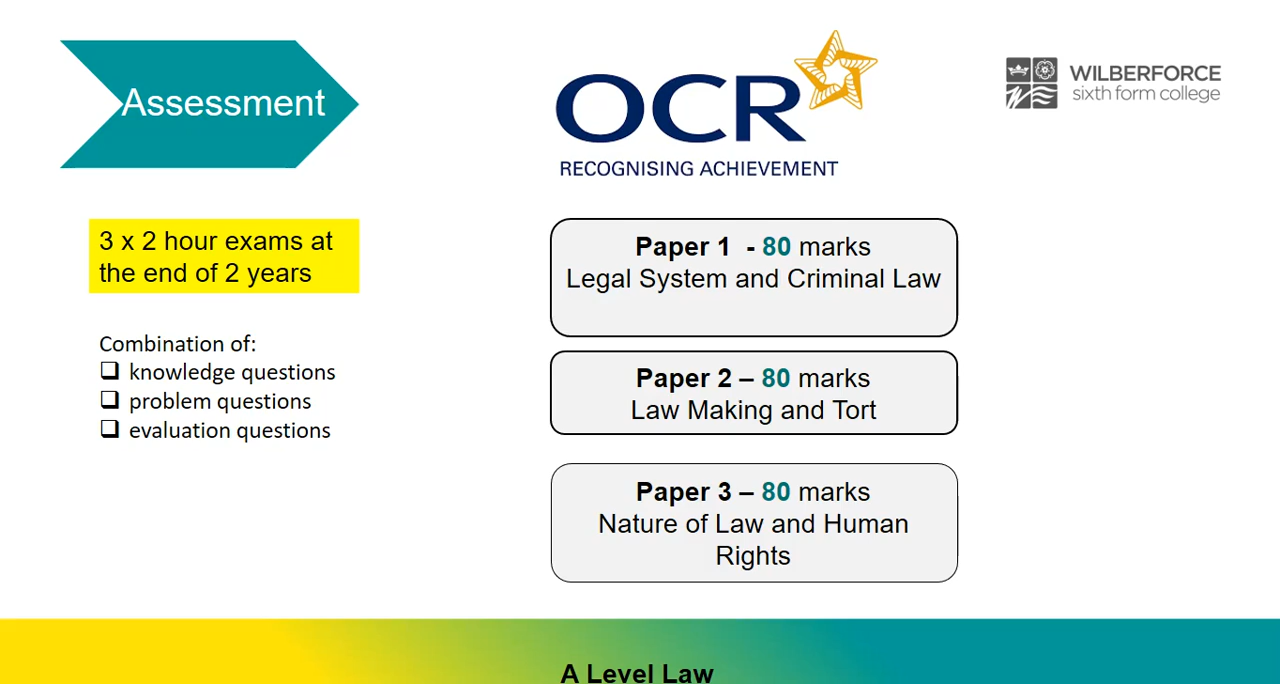 Assessment
OCR
RECOGNISING ACHIEVEMENT
WILBERFORCE
sixth form college
3 x 2 hour exams at
the end of 2 years
Combination of:
❑ knowledge questions
❑ problem questions
❑ evaluation questions
Paper 1 - 80 marks
Legal System and Criminal Law
Paper 2 – 80 marks
Law Making and Tort
Paper 3 – 80 marks
Nature of Law and Human
Rights
A Level Law